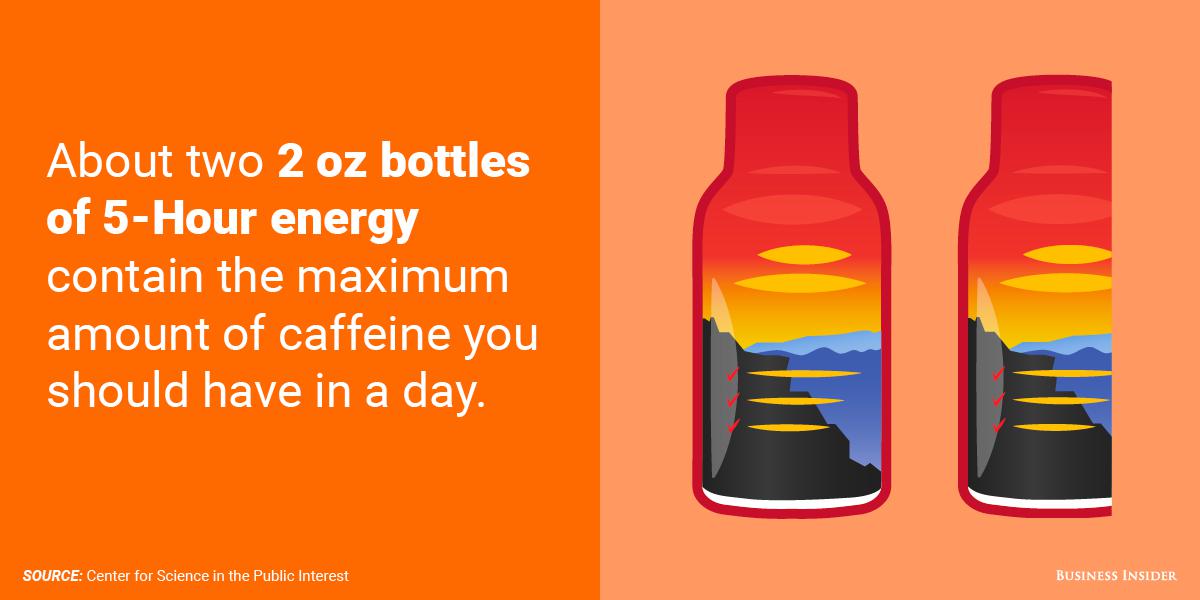 About two 2 oz bottles
of 5-Hour energy
contain the maximum
amount of caffeine you
should have in a day.
SOURCE: Center for Science in the Public Interest
BUSINESS INSIDER